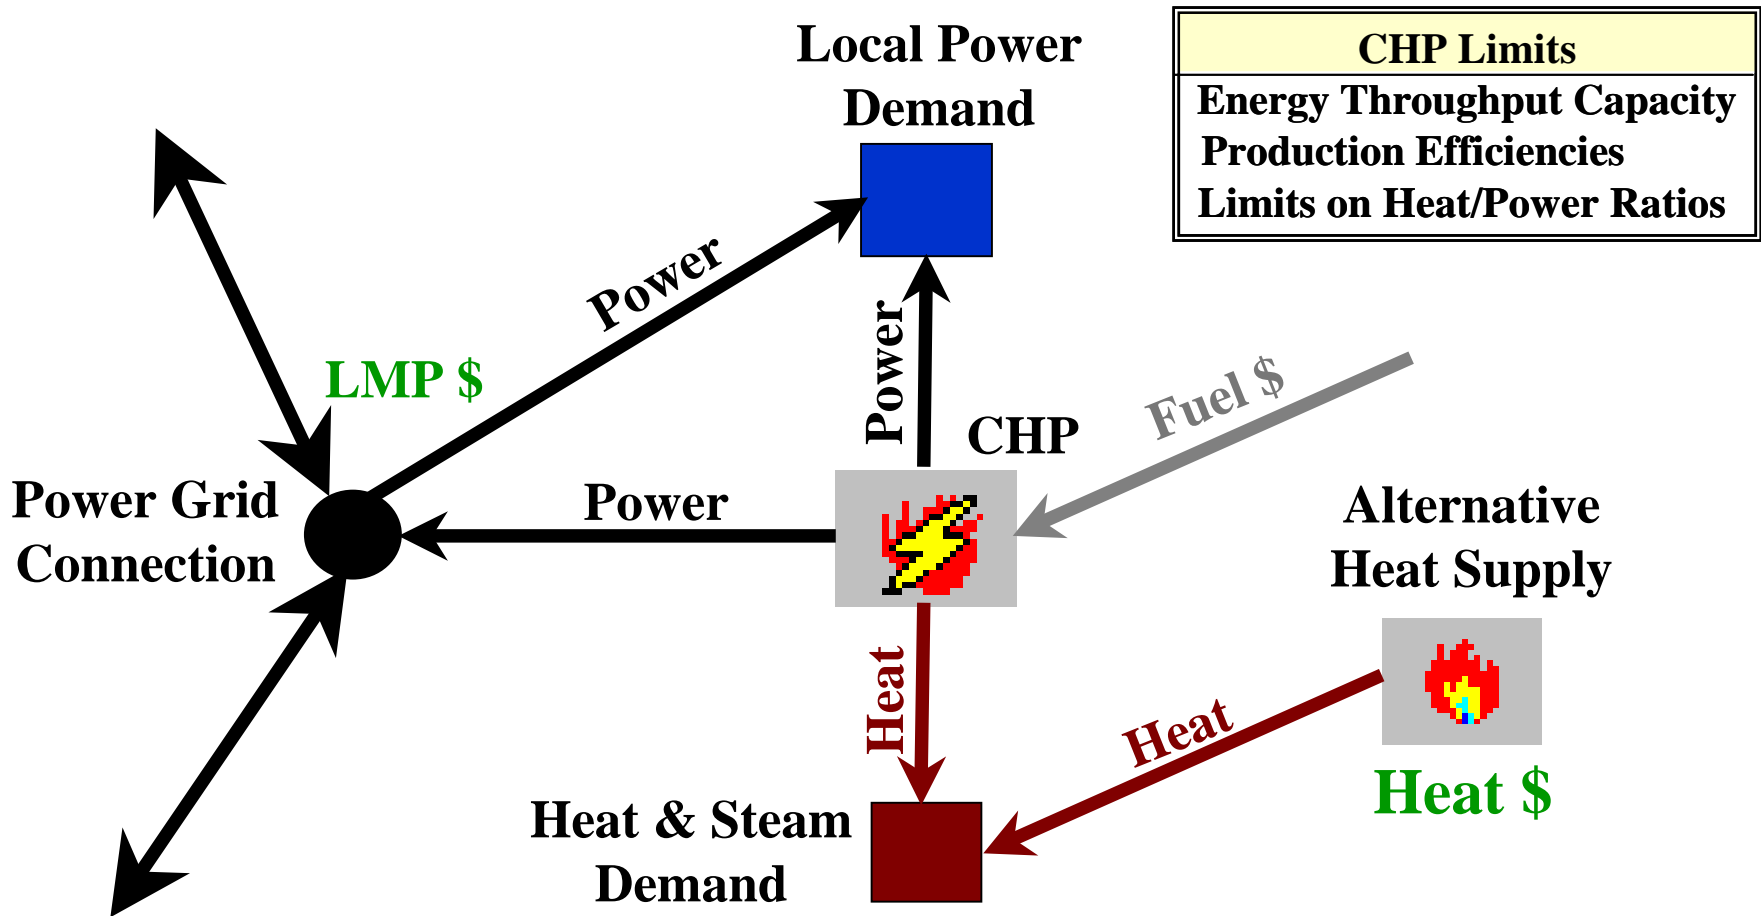 Local Power
Demand
CHP Limits
Energy Throughput Capacity
Production Efficiencies
Limits on Heat/Power Ratios
Power
LMP $
Power
Fuel $
CHP
Power Grid
Connection
Power
Alternative
Heat Supply
Heat
Heat
Heat $
Heat & Steam
Demand